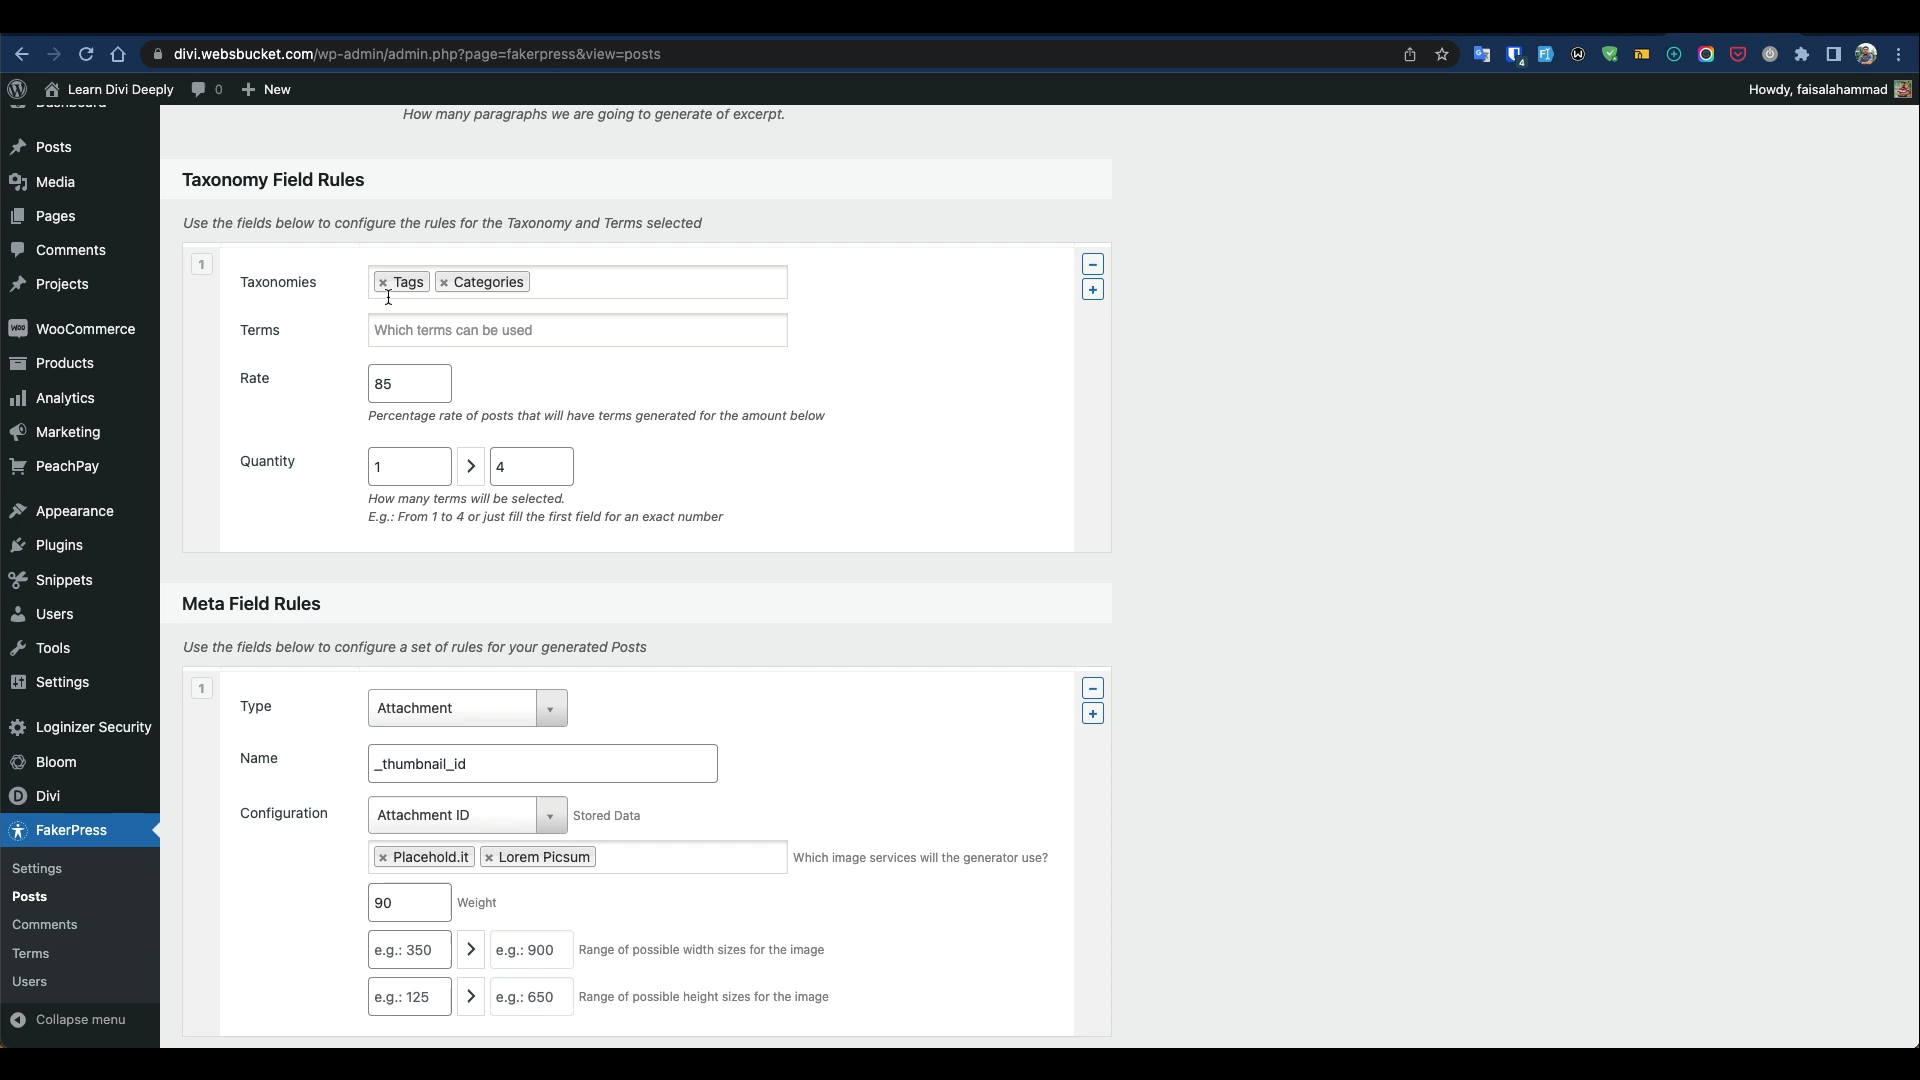 divi.websbucket.com/wp-admin/admin.php?page=fakerpress&view=posts
4
Learn Divi Deeply
0
New
Howdy, faisalahammad
How many paragraphs we are going to generate of excerpt.
Dashboard
Posts
Media
Pages
Comments
Projects
WooCommerce
Products
Analytics
Marketing
PeachPay
Appearance
Plugins
Snippets
Users
Tools
Settings
Loginizer Security
Bloom
Divi
FakerPress
Settings
Posts
Comments
Terms
Users
Collapse menu
Taxonomy Field Rules
Use the fields below to configure the rules for the Taxonomy and Terms selected
1
Taxonomies
× Tags × Categories
Terms
Which terms can be used
Rate
85
Percentage rate of posts that will have terms generated for the amount below
Quantity
1 > 4
How many terms will be selected.
E.g.: From 1 to 4 or just fill the first field for an exact number
Meta Field Rules
Use the fields below to configure a set of rules for your generated Posts
1
Type
Attachment
Name
_thumbnail_id
Configuration
Attachment ID Stored Data
× Placehold.it × Lorem Picsum Which image services will the generator use?
90 Weight
e.g.: 350 > e.g.: 900 Range of possible width sizes for the image
e.g.: 125 > e.g.: 650 Range of possible height sizes for the image